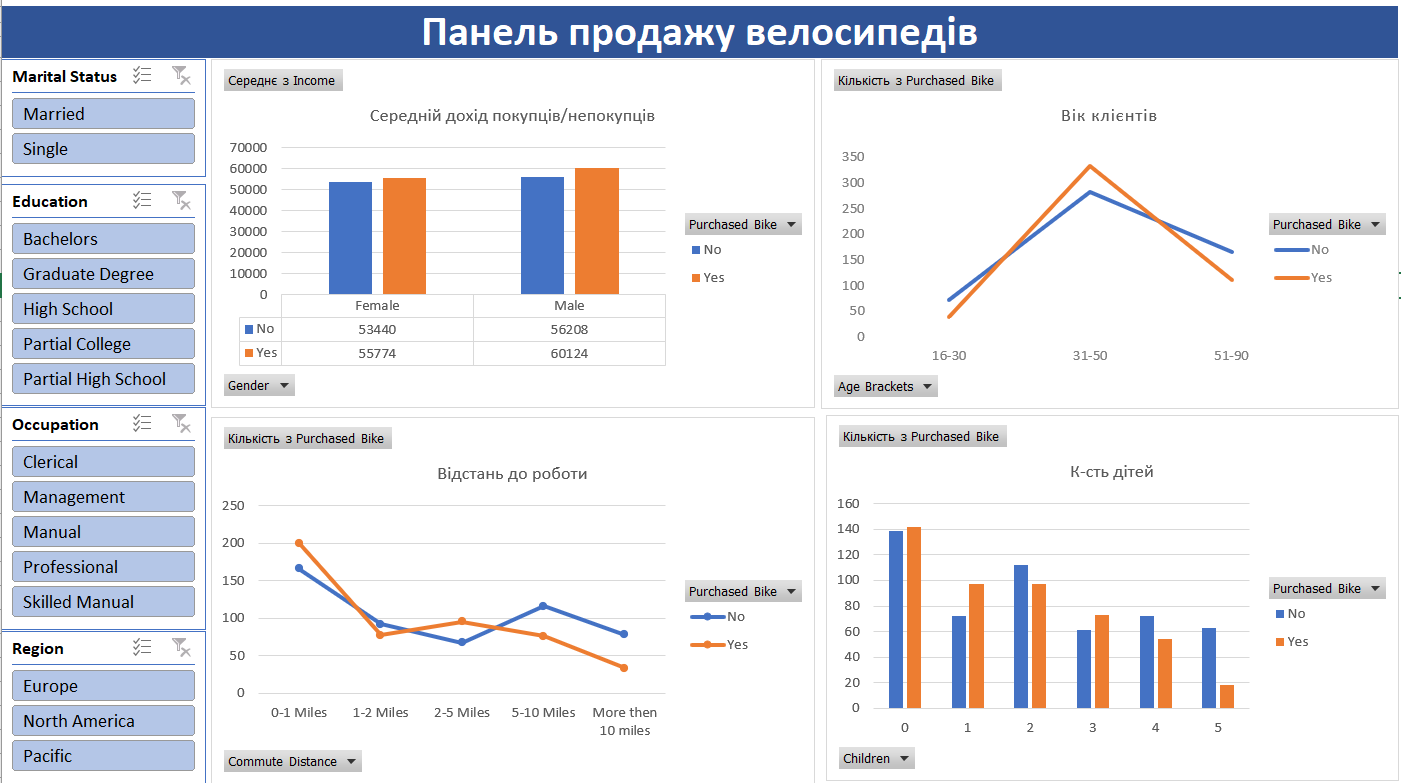 Панель продажу велосипедів
Marital Status
Married
Single
Education
Bachelors
Graduate Degree
High School
Partial College
Partial High School
Occupation
Clerical
Management
Manual
Professional
Skilled Manual
Region
Europe
North America
Pacific
Середнє з Income
Середній дохід покупців/непокупців
70000
60000
50000
40000
30000
20000
10000
0
Female Male
No 53440 56208
Yes 55774 60124
Purchased Bike
No
Yes
Gender
Кількість з Purchased Bike
Вік клієнтів
350
300
250
200
150
100
50
0
16-30 31-50 51-90
Purchased Bike
No
Yes
Age Brackets
Кількість з Purchased Bike
Відстань до роботи
250
200
150
100
50
0
0-1 Miles 1-2 Miles 2-5 Miles 5-10 Miles More then
10 miles
Purchased Bike
No
Yes
Commute Distance
Кількість з Purchased Bike
К-сть дітей
160
140
120
100
80
60
40
20
0
0 1 2 3 4 5
Purchased Bike
No
Yes
Children